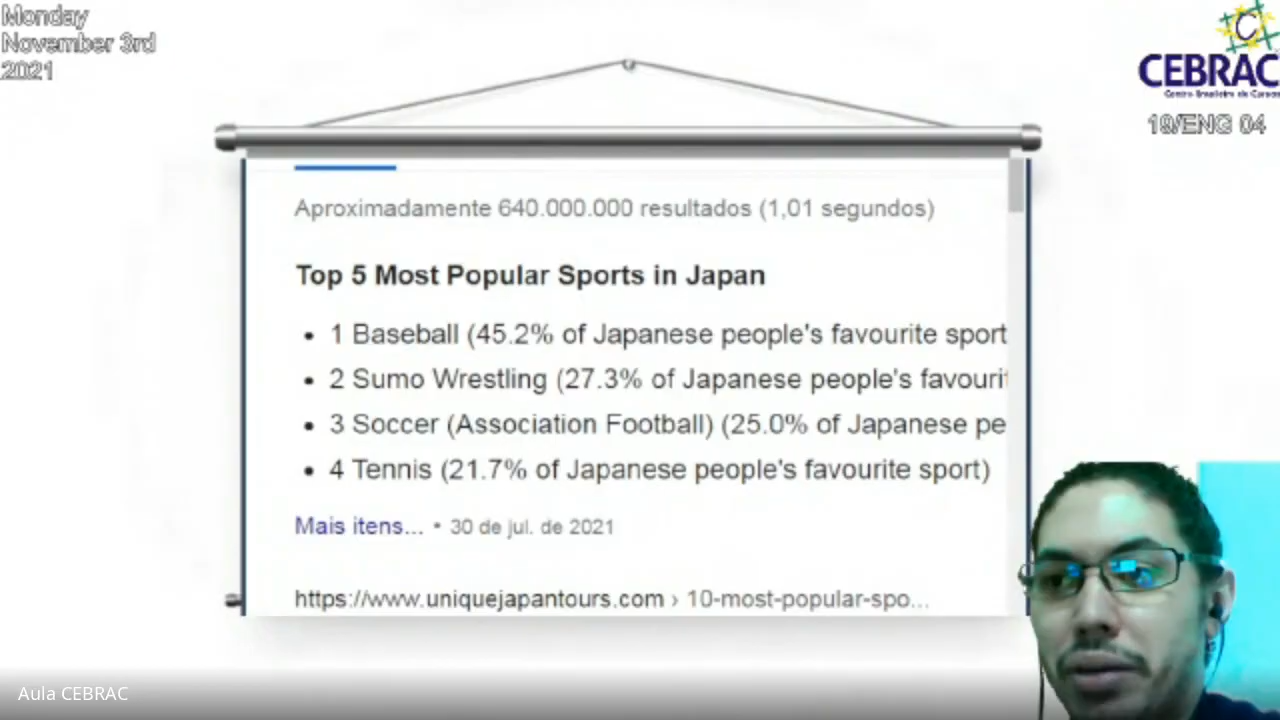 Monday
November 3rd
2021
CEBRAC
Centro Brasileiro de Cursos
19/ENG 04
Aproximadamente 640.000.000 resultados (1,01 segundos)
Top 5 Most Popular Sports in Japan
• 1 Baseball (45.2% of Japanese people's favourite sport
• 2 Sumo Wrestling (27.3% of Japanese people's favourit
• 3 Soccer (Association Football) (25.0% of Japanese pe
• 4 Tennis (21.7% of Japanese people's favourite sport)
Mais itens... • 30 de jul. de 2021
https://www.uniquejapantours.com › 10-most-popular-spo...
Aula CEBRAC